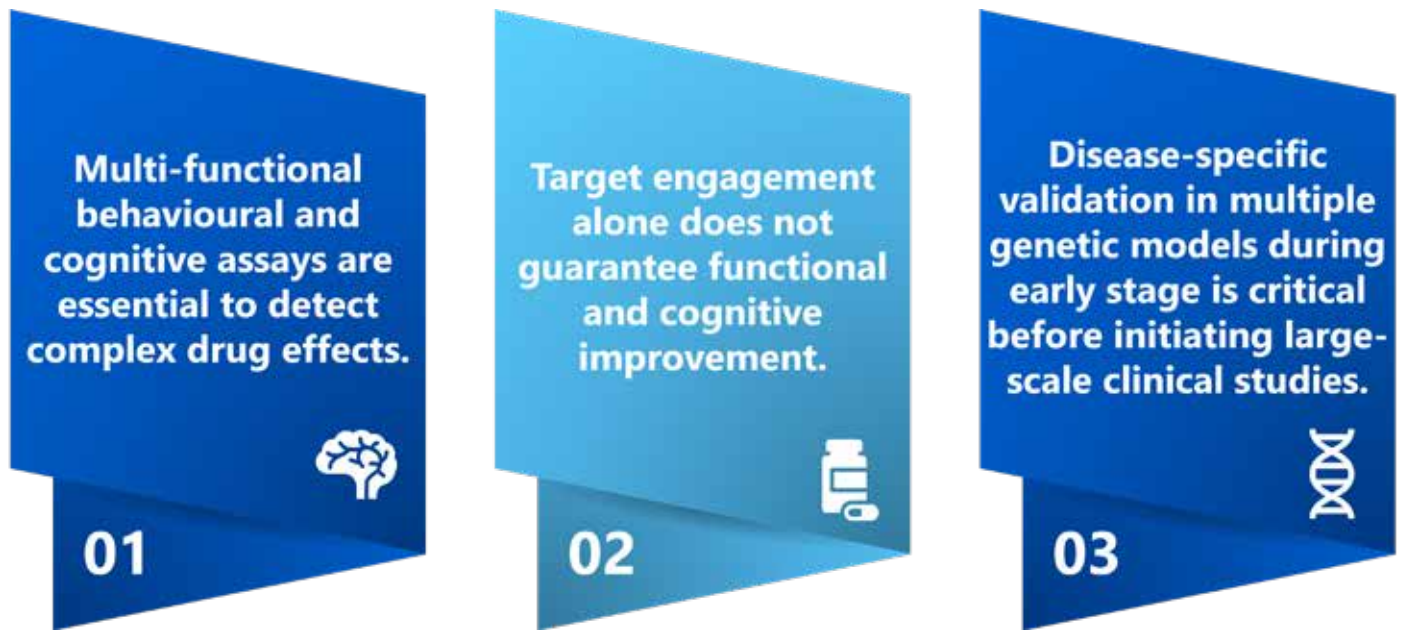 Multi-functional
behavioural and
cognitive assays are
essential to detect
complex drug effects.
01
Target engagement
alone does not
guarantee functional
and cognitive
improvement.
02
Disease-specific
validation in multiple
genetic models during
early stage is critical
before initiating large-
scale clinical studies.
03